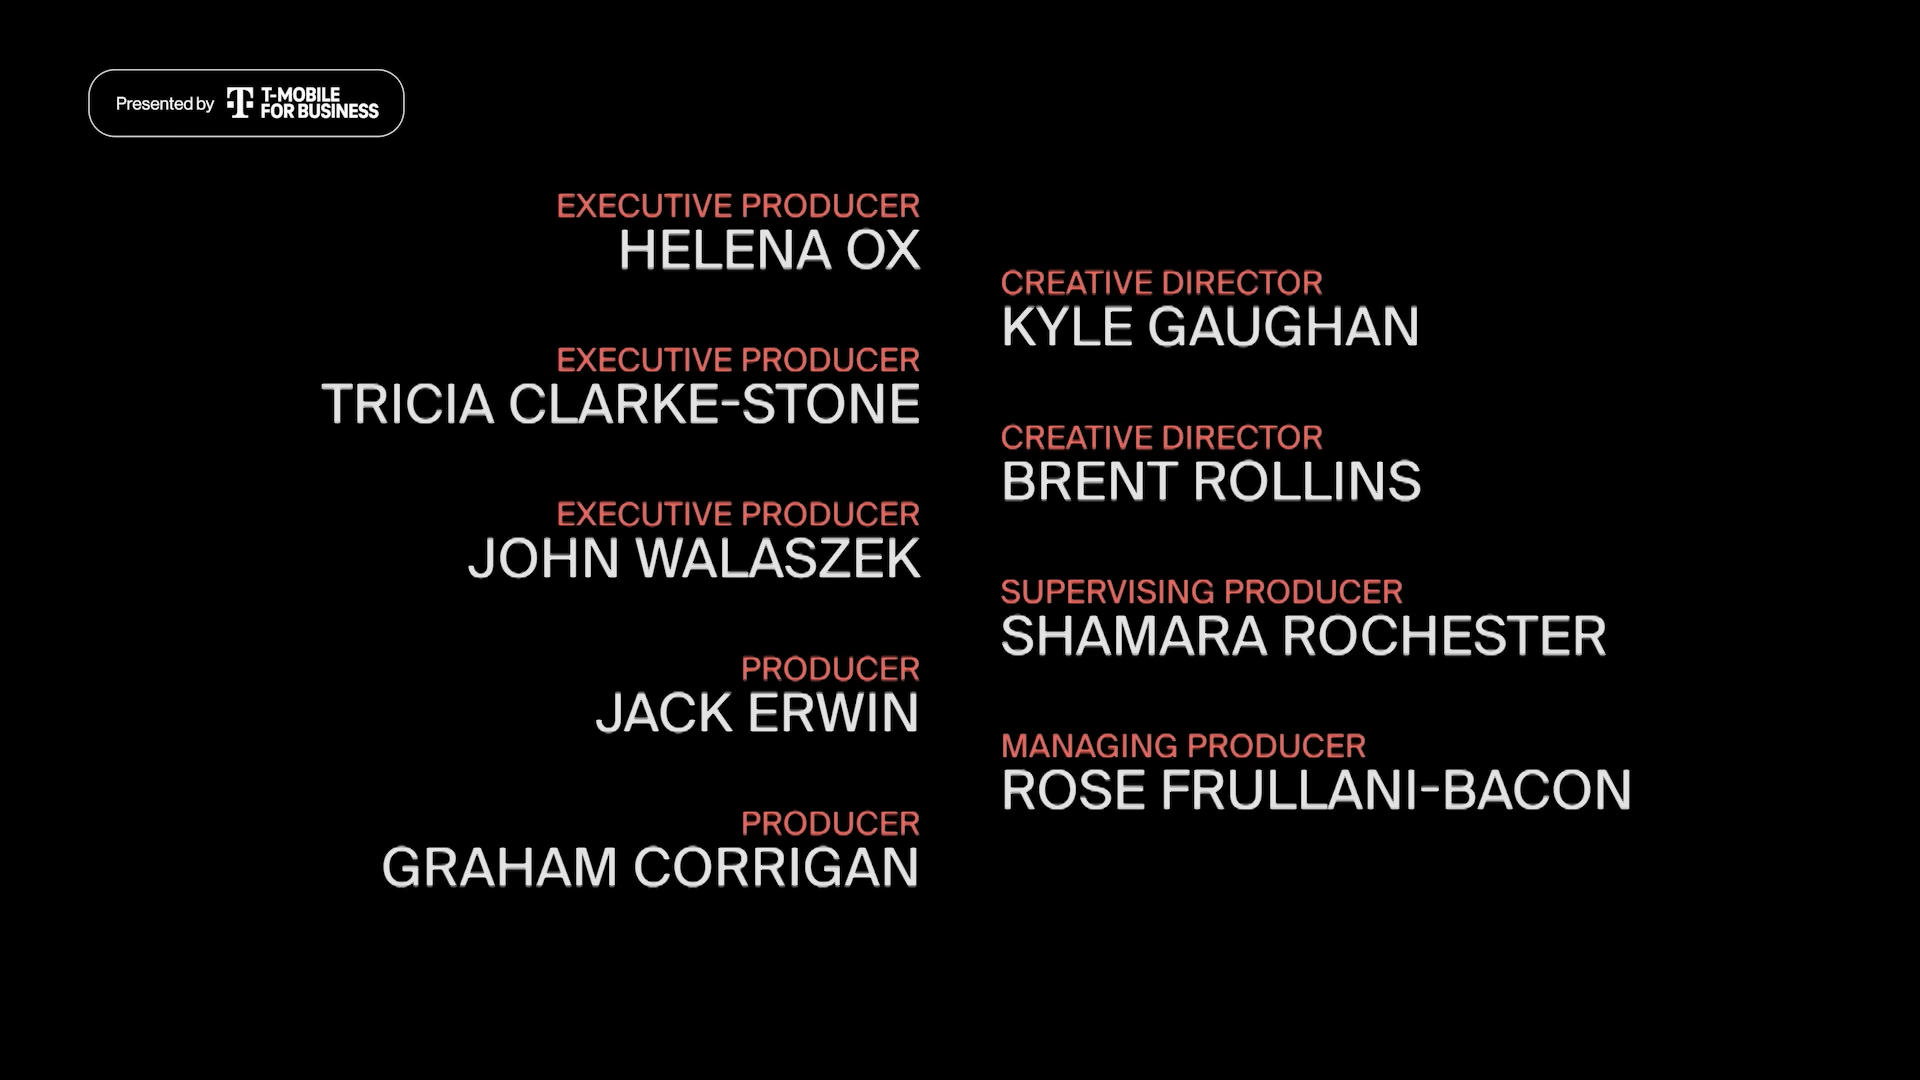 Presented by
T-MOBILE
FOR BUSINESS
EXECUTIVE PRODUCER
HELENA OX
EXECUTIVE PRODUCER
TRICIA CLARKE-STONE
EXECUTIVE PRODUCER
JOHN WALASZEK
PRODUCER
JACK ERWIN
PRODUCER
GRAHAM CORRIGAN
CREATIVE DIRECTOR
KYLE GAUGHAN
CREATIVE DIRECTOR
BRENT ROLLINS
SUPERVISING PRODUCER
SHAMARA ROCHESTER
MANAGING PRODUCER
ROSE FRULLANI-BACON